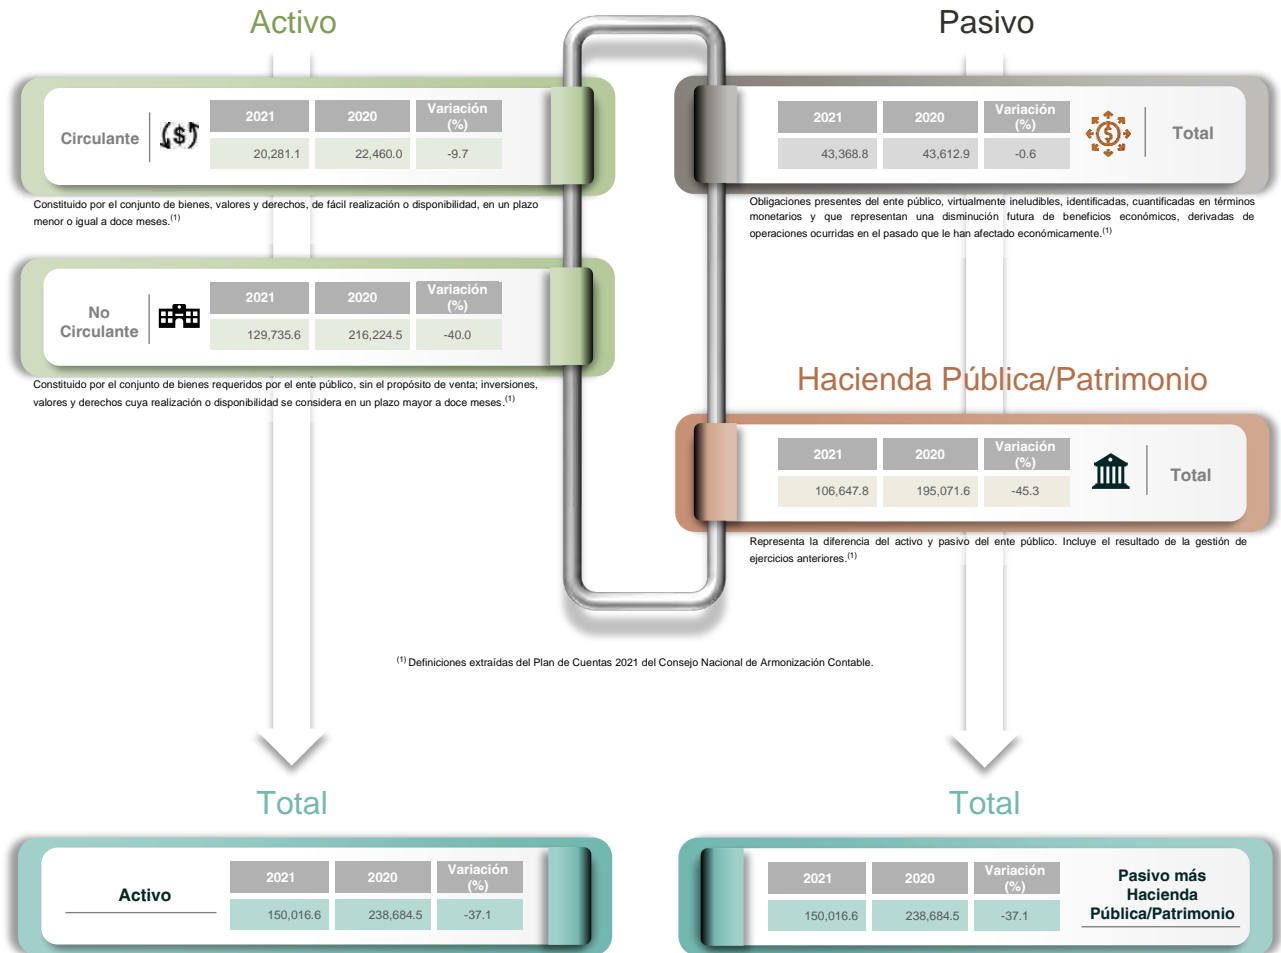 Activo
Circulante
2021 2020 Variación (%)
20,281.1 22,460.0 -9.7
Constituido por el conjunto de bienes, valores y derechos, de fácil realización o disponibilidad, en un plazo
menor o igual a doce meses.(1)
No
Circulante
2021 2020 Variación (%)
129,735.6 216,224.5 -40.0
Constituido por el conjunto de bienes requeridos por el ente público, sin el propósito de venta; inversiones,
valores y derechos cuya realización o disponibilidad se considera en un plazo mayor a doce meses.(1)
Pasivo
2021 2020 Variación (%)
43,368.8 43,612.9 -0.6
Total
Obligaciones presentes del ente público, virtualmente ineludibles, identificadas, cuantificadas en términos
monetarios y que representan una disminución futura de beneficios económicos, derivadas de
operaciones ocurridas en el pasado que le han afectado económicamente.(1)
Hacienda Pública/Patrimonio
2021 2020 Variación (%)
106,647.8 195,071.6 -45.3
Total
Representa la diferencia del activo y pasivo del ente público. Incluye el resultado de la gestión de
ejercicios anteriores.(1)
(1) Definiciones extraídas del Plan de Cuentas 2021 del Consejo Nacional de Armonización Contable.
Total
Activo
2021 2020 Variación (%)
150,016.6 238,684.5 -37.1
Total
2021 2020 Variación (%)
150,016.6 238,684.5 -37.1
Pasivo más
Hacienda
Pública/Patrimonio